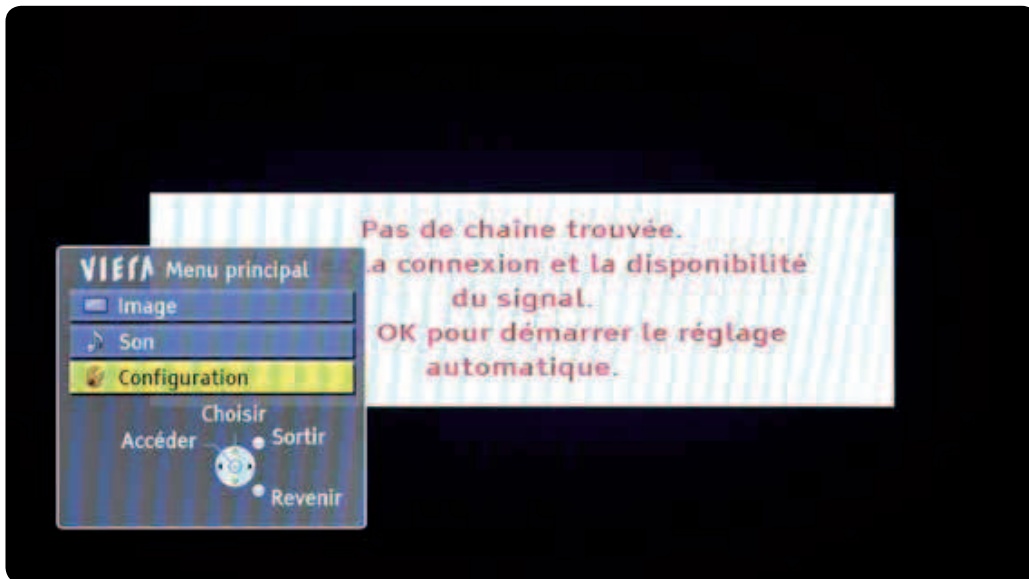 Pas de chaîne trouvée.
la connexion et la disponibilité
du signal.
OK pour démarrer le réglage
automatique.
VIErA Menu principal
Image
Son
Configuration
Choisir
Accéder
Sortir
Revenir